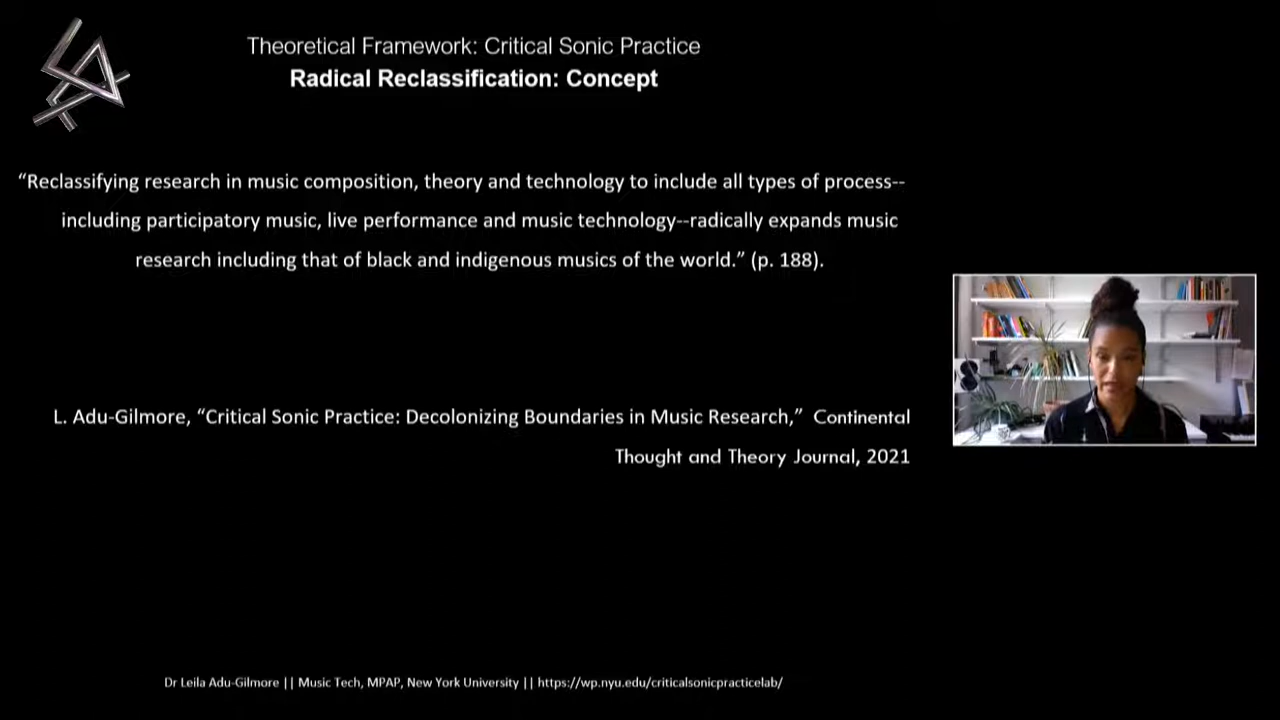 Theoretical Framework: Critical Sonic Practice
Radical Reclassification: Concept
“Reclassifying research in music composition, theory and technology to include all types of process--
including participatory music, live performance and music technology--radically expands music
research including that of black and indigenous musics of the world.” (p. 188).
L. Adu-Gilmore, “Critical Sonic Practice: Decolonizing Boundaries in Music Research,” Continental
Thought and Theory Journal, 2021
Dr Leila Adu-Gilmore || Music Tech, MPAP, New York University || https://wp.nyu.edu/criticalsonicpracticelab/